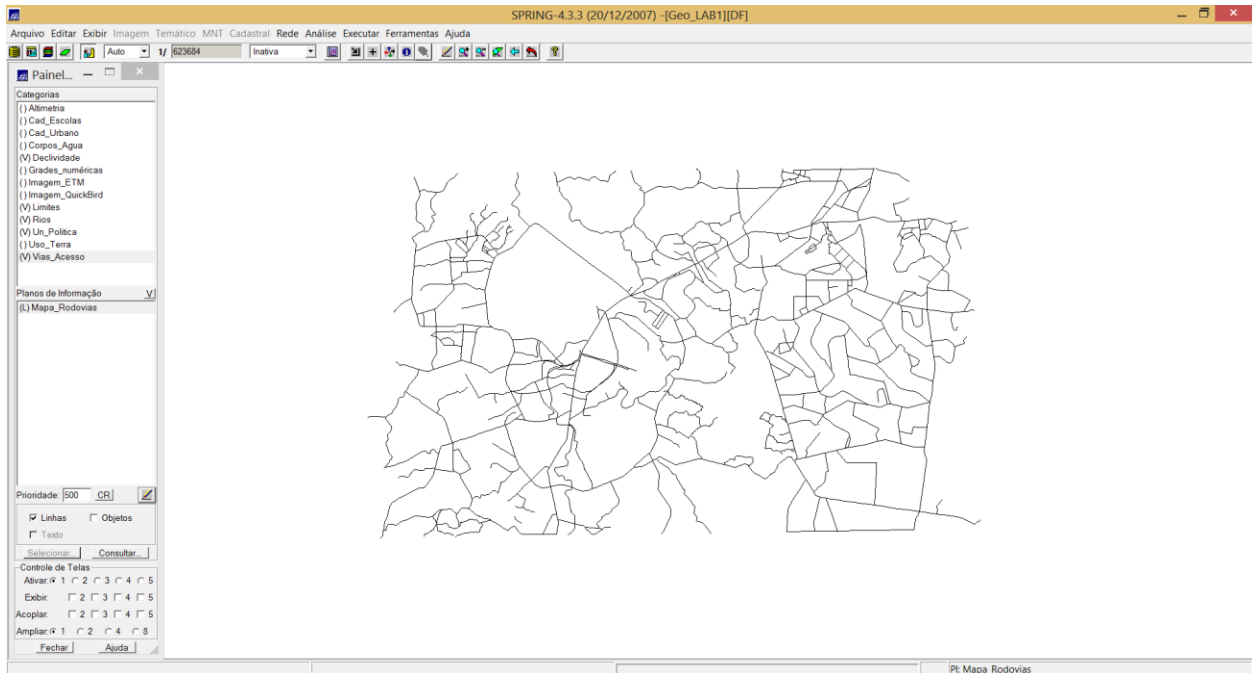 SPRING-4.3.3 (20/12/2007) -[Geo_LAB1][DF]
Arquivo Editar Exibir Imagem Temático MNT Cadastral Rede Análise Executar Ferramentas Ajuda
Auto 1/ 623684 Inativa
Painel...
Categorias
() Altimetria
() Cad_Escolas
() Cad_Urbano
() Corpos_Agua
(V) Declividade
() Grades_numéricas
() Imagem_ETM
() Imagem_QuickBird
(V) Limites
(V) Rios
(V) Un_Politica
() Uso_Terra
(V) Vias_Acesso
Planos de Informação V
(L) Mapa_Rodovias
Prioridade: 500 CR
Linhas Objetos
Texto
Selecionar... Consultar...
Controle de Telas
Ativar: 1 2 3 4 5
Exibir: 2 3 4 5
Acoplar: 2 3 4 5
Ampliar: 1 2 4 8
Fechar Ajuda
PI: Mapa_Rodovias